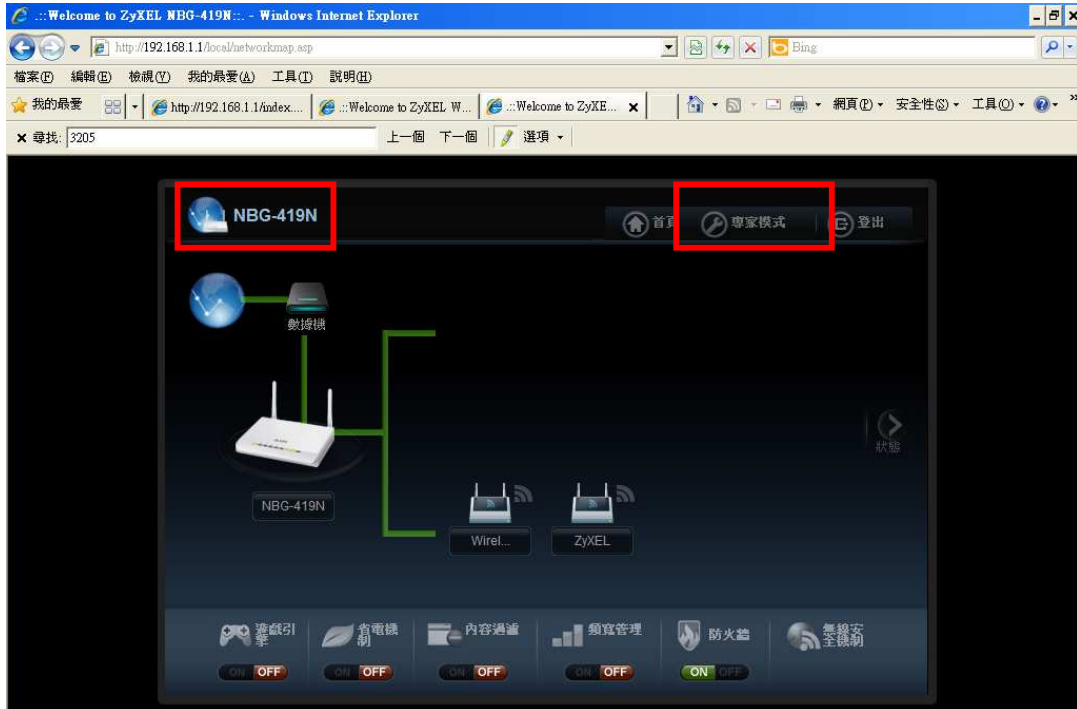 .::Welcome to ZyXEL NBG-419N::. - Windows Internet Explorer
http://192.168.1.1/local/networkmap.asp
Bing
檔案(F) 編輯(E) 檢視(V) 我的最愛(A) 工具(T) 說明(H)
我的最愛 http://192.168.1.1/index.... .::Welcome to ZyXEL W... .::Welcome to ZyXE... 網頁(P) 安全性(S) 工具(O) »
尋找: 3205 上一個 下一個 選項
NBG-419N
首頁 專家模式 登出
數據機
狀態
NBG-419N
Wirel... ZyXEL
遊戲引擎 省電機制 內容過濾 頻寬管理 防火牆 無線安全機制
ON OFF ON OFF ON OFF ON OFF ON OFF